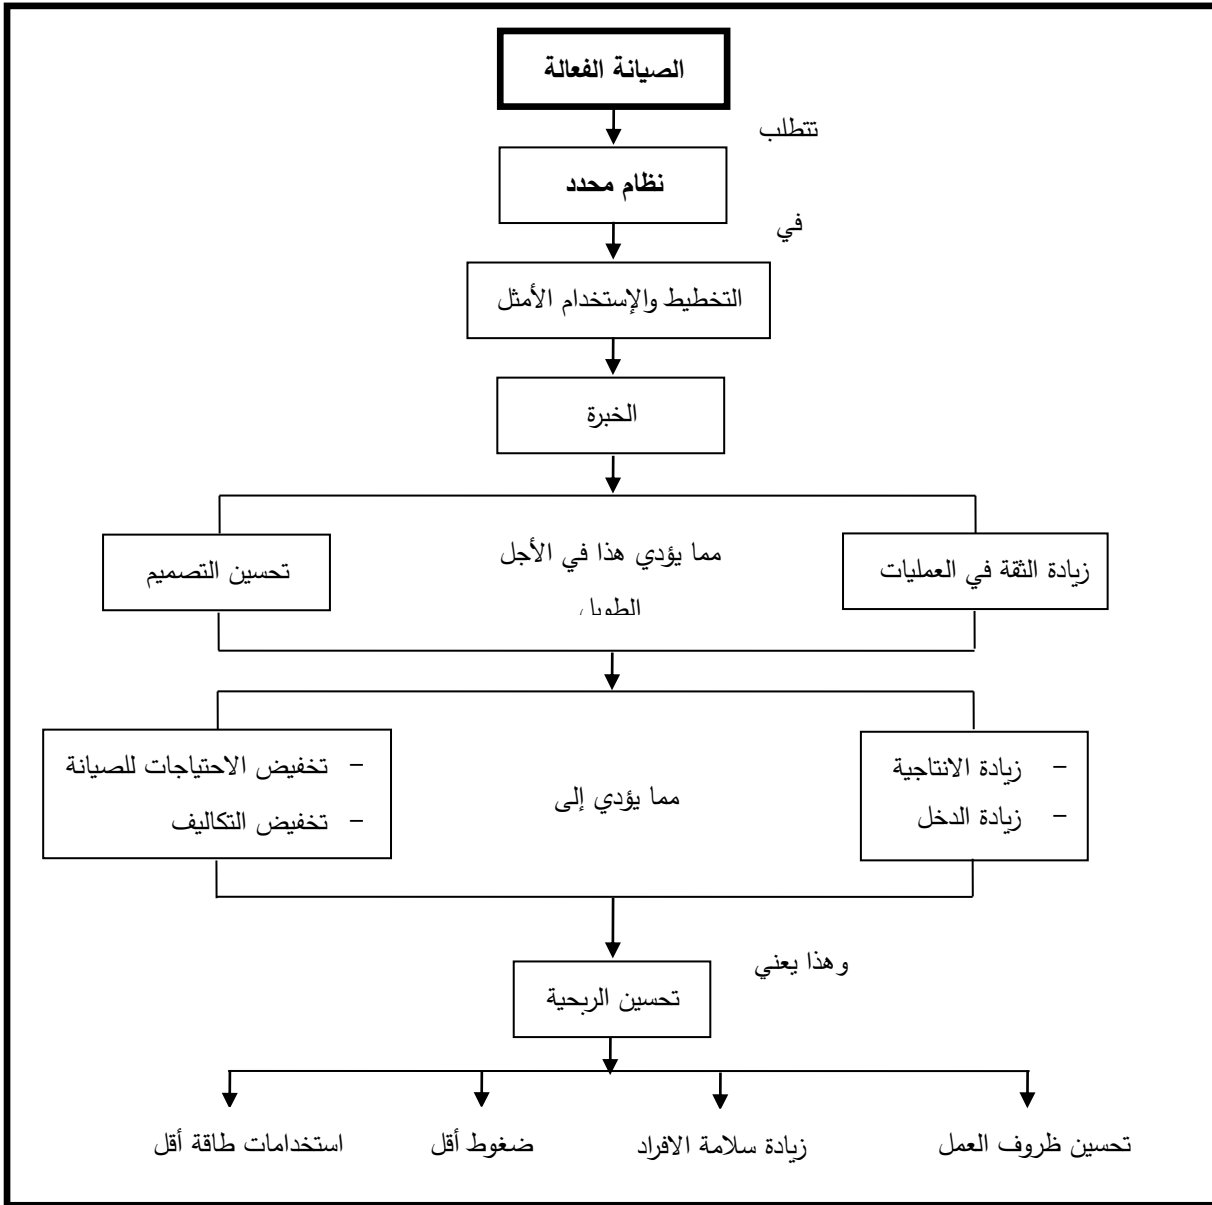 الصيانة الفعالة
تتطلب
نظام محدد
في
التخطيط والإستخدام الأمثل
الخبرة
زيادة الثقة في العمليات
مما يؤدي هذا في الأجل
الطويل
تحسين التصميم
- زيادة الانتاجية
- زيادة الدخل
مما يؤدي إلى
- تخفيض الاحتياجات للصيانة
- تخفيض التكاليف
وهذا يعني
تحسين الربحية
تحسين ظروف العمل
زيادة سلامة الافراد
ضغوط أقل
استخدامات طاقة أقل